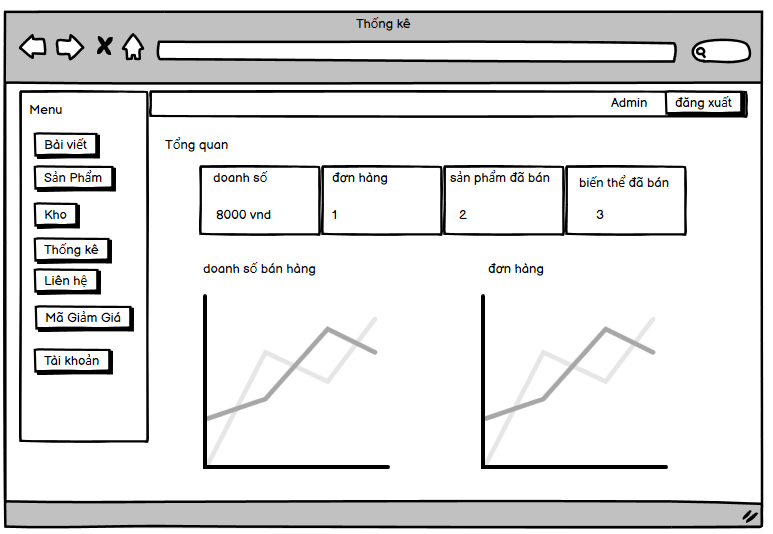 Thống kê
Menu
Admin
đăng xuất
Bài viết
Sản Phẩm
Kho
Thống kê
Liên hệ
Mã Giảm Giá
Tài khoản
Tổng quan
doanh số
đơn hàng
sản phẩm đã bán
biến thể đã bán
8000 vnd
1
2
3
doanh số bán hàng
đơn hàng